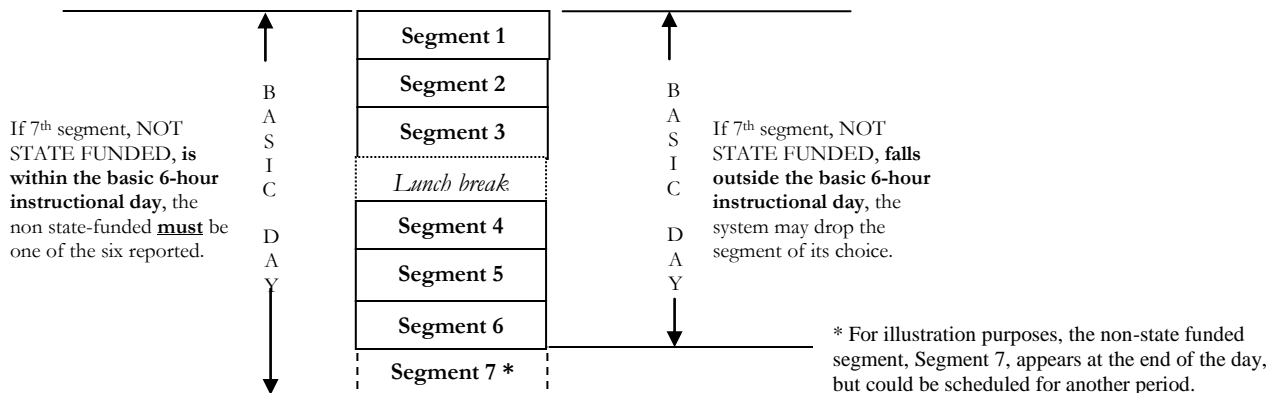 Segment 1
Segment 2
Segment 3
Lunch break
Segment 4
Segment 5
Segment 6
Segment 7 *
B
A
S
I
C
D
A
Y
If 7th segment, NOT
STATE FUNDED, is
within the basic 6-hour
instructional day, the
non state-funded must be
one of the six reported.
B
A
S
I
C
D
A
Y
If 7th segment, NOT
STATE FUNDED, falls
outside the basic 6-hour
instructional day, the
system may drop the
segment of its choice.
* For illustration purposes, the non-state funded
segment, Segment 7, appears at the end of the day,
but could be scheduled for another period.